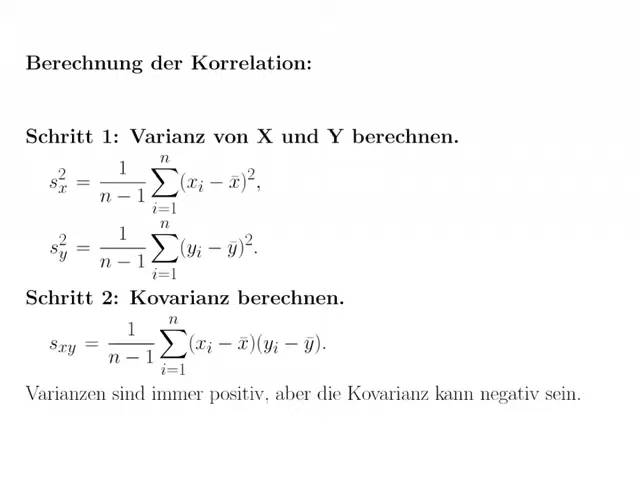 Berechnung der Korrelation:
Schritt 1: Varianz von X und Y berechnen.
$s_x^2 = \frac{1}{n-1} \sum_{i=1}^{n} (x_i - \bar{x})^2,$
$s_y^2 = \frac{1}{n-1} \sum_{i=1}^{n} (y_i - \bar{y})^2.$
Schritt 2: Kovarianz berechnen.
$s_{xy} = \frac{1}{n-1} \sum_{i=1}^{n} (x_i - \bar{x})(y_i - \bar{y}).$
Varianzen sind immer positiv, aber die Kovarianz kann negativ sein.